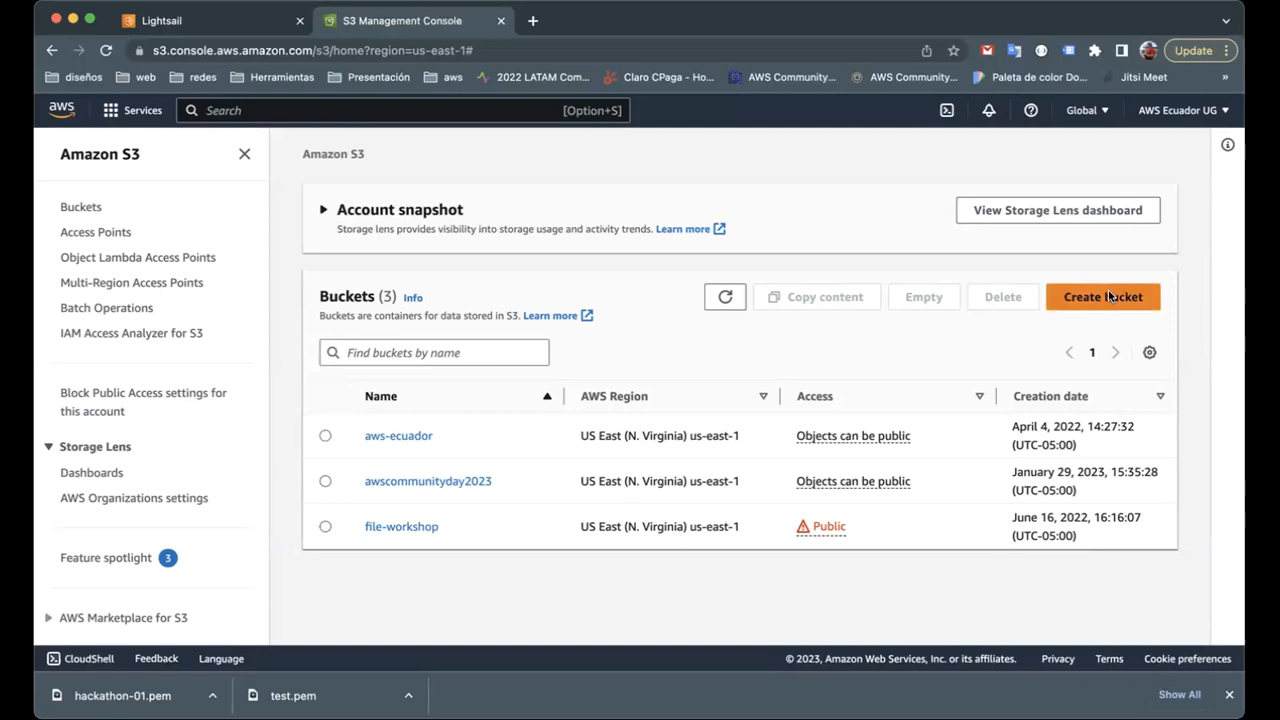 Lightsail
S3 Management Console
s3.console.aws.amazon.com/s3/home?region=us-east-1#
Update
diseños
web
redes
Herramientas
Presentación
aws
2022 LATAM Com...
Claro CPaga - Ho...
AWS Community...
AWS Community...
Paleta de color Do...
Jitsi Meet
»
aws
Services
Search
[Option+S]
Global
AWS Ecuador UG
Amazon S3
Buckets
Access Points
Object Lambda Access Points
Multi-Region Access Points
Batch Operations
IAM Access Analyzer for S3
Block Public Access settings for
this account
Storage Lens
Dashboards
AWS Organizations settings
Feature spotlight 3
AWS Marketplace for S3
Amazon S3
Account snapshot
Storage lens provides visibility into storage usage and activity trends. Learn more
View Storage Lens dashboard
Buckets (3) Info
Buckets are containers for data stored in S3. Learn more
Copy content
Empty
Delete
Create bucket
Find buckets by name
1
Name AWS Region Access Creation date
aws-ecuador US East (N. Virginia) us-east-1 Objects can be public April 4, 2022, 14:27:32
(UTC-05:00)
awscommunityday2023 US East (N. Virginia) us-east-1 Objects can be public January 29, 2023, 15:35:28
(UTC-05:00)
file-workshop US East (N. Virginia) us-east-1 Public June 16, 2022, 16:16:07
(UTC-05:00)
CloudShell
Feedback
Language
© 2023, Amazon Web Services, Inc. or its affiliates.
Privacy
Terms
Cookie preferences
hackathon-01.pem
test.pem
Show All